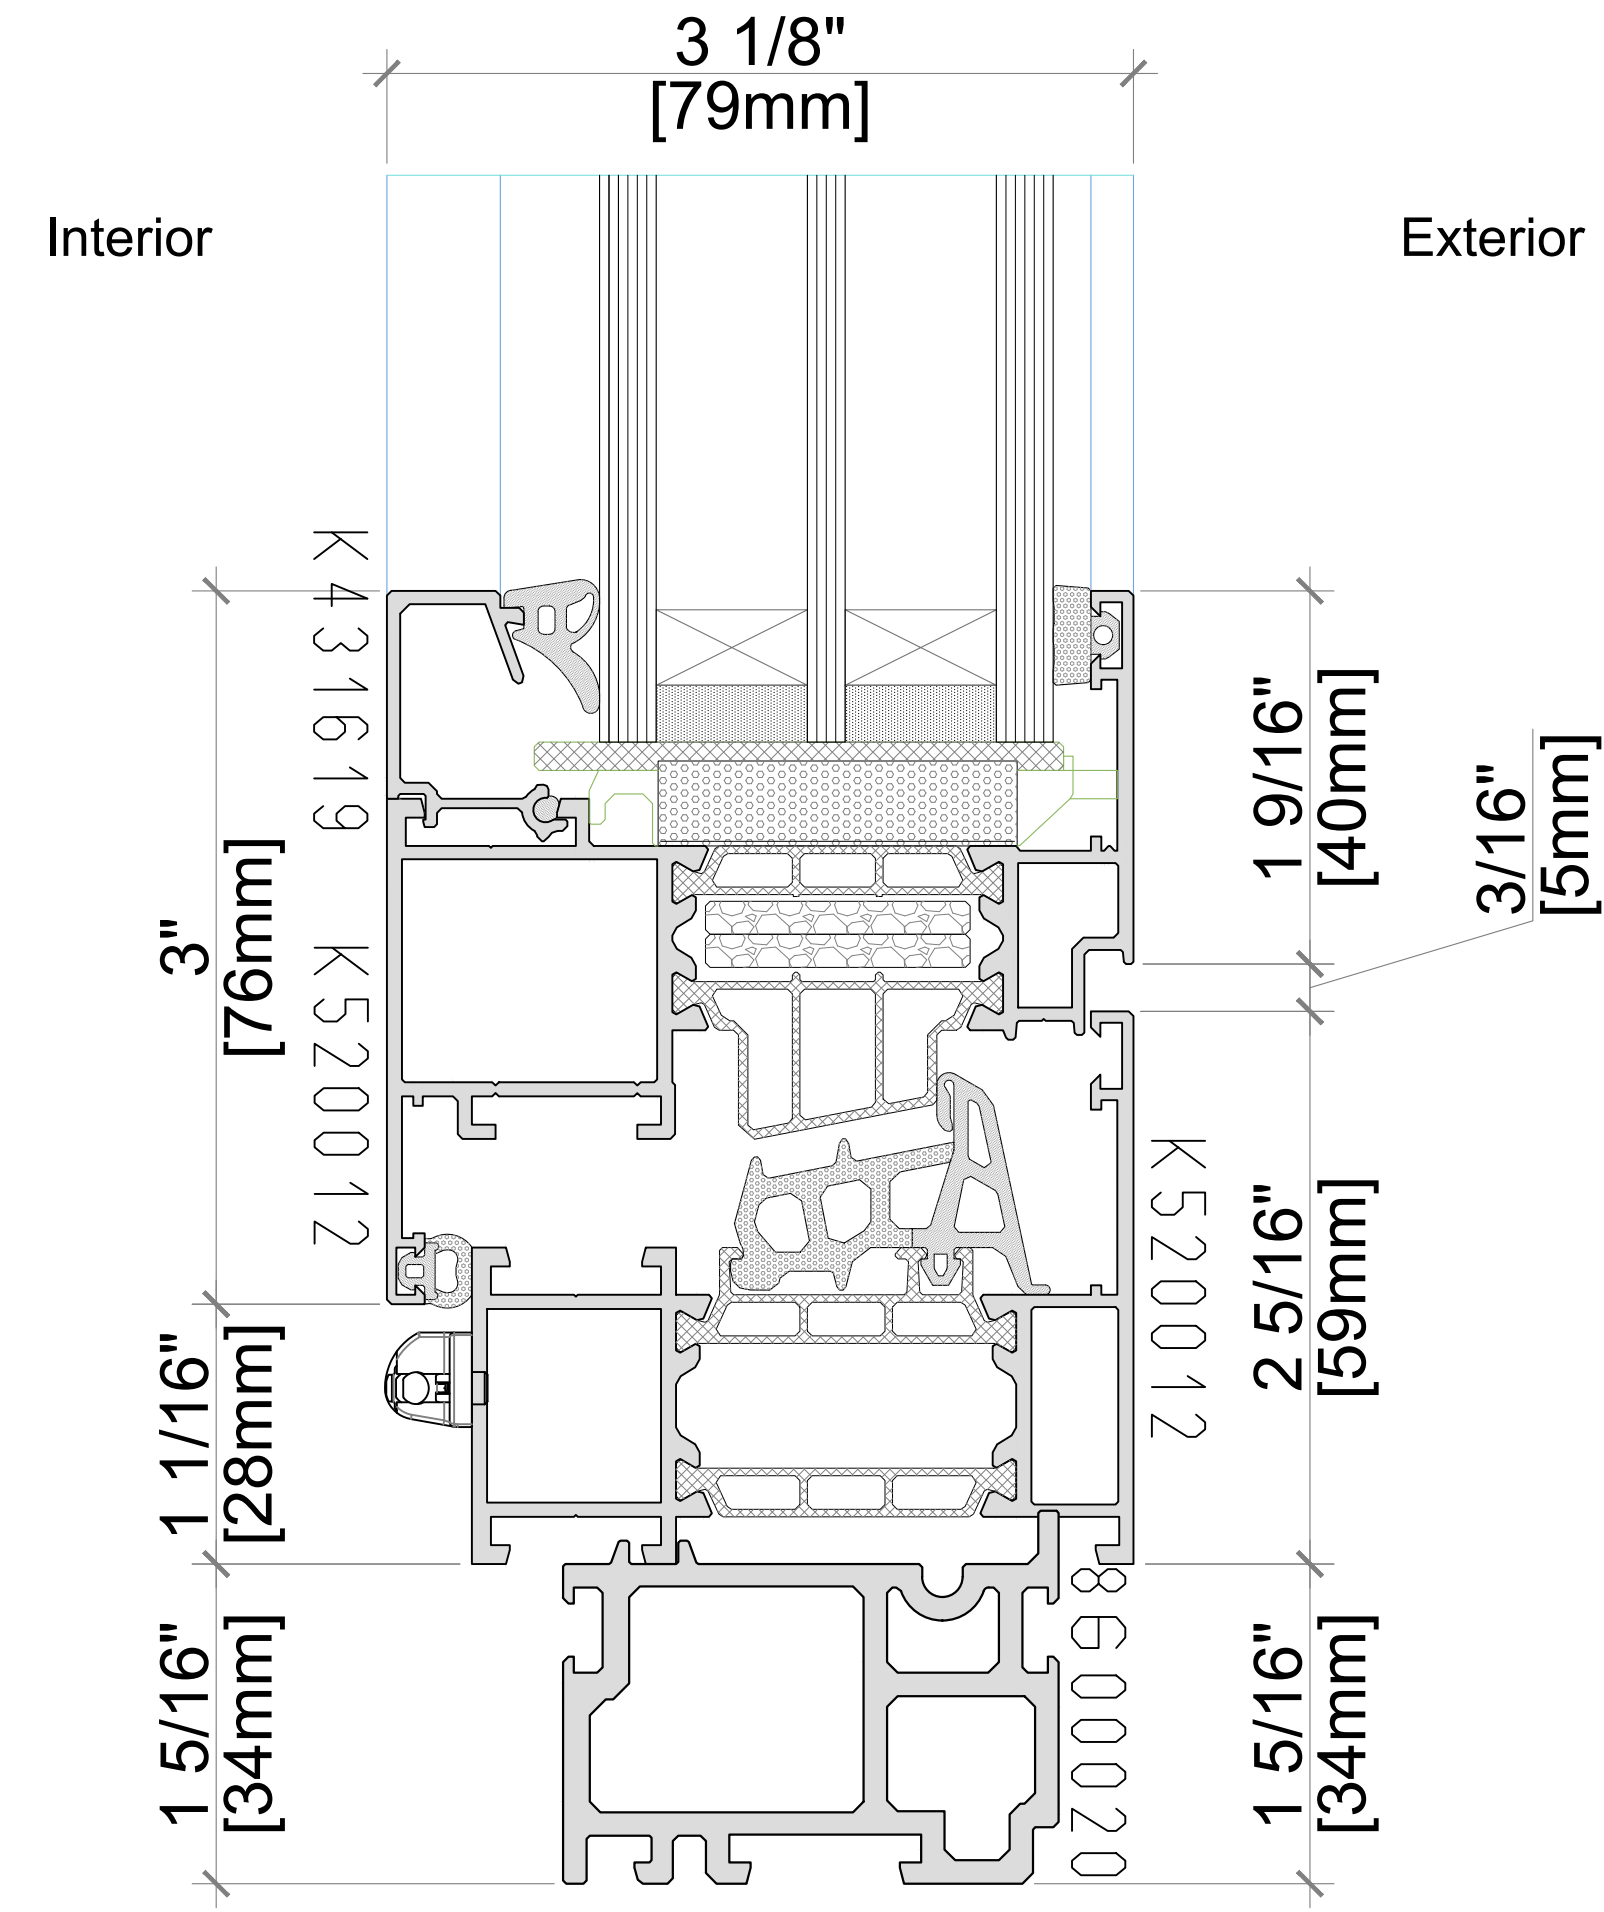 3 1/8"
[79mm]
Interior
Exterior
K431619
3"
[76mm]
K520012
1 9/16"
[40mm]
3/16"
[5mm]
K520012
2 5/16"
[59mm]
1 1/16"
[28mm]
1 5/16"
[34mm]
8600020
1 5/16"
[34mm]